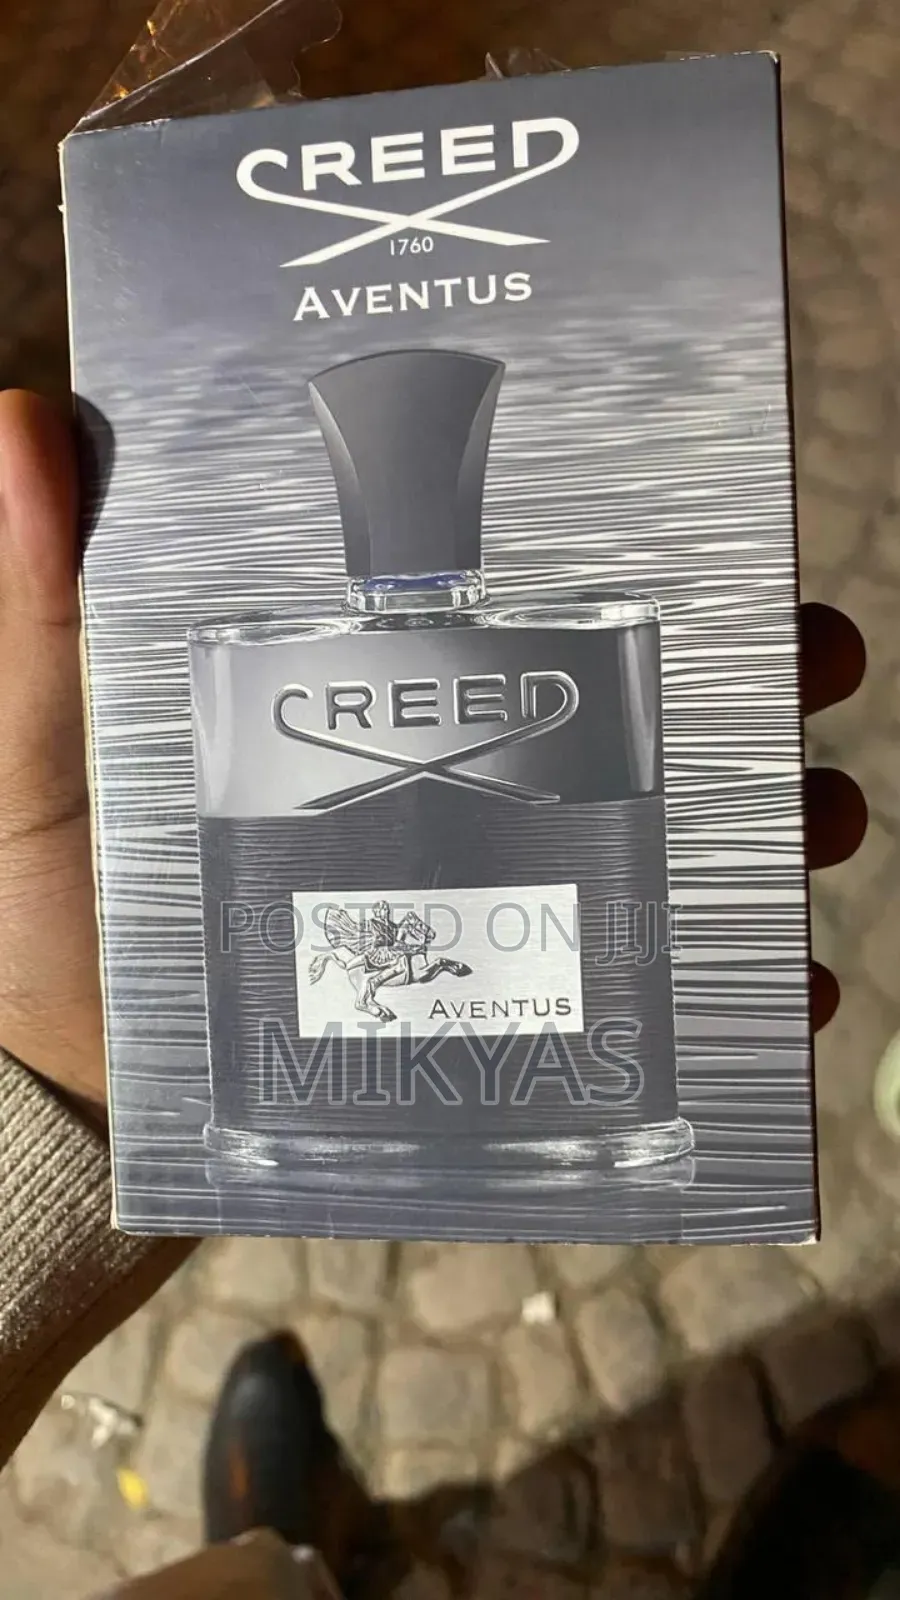 CREED
1760
AVENTUS
CREED
POSTED ON JIJI
AVENTUS
MIKYAS